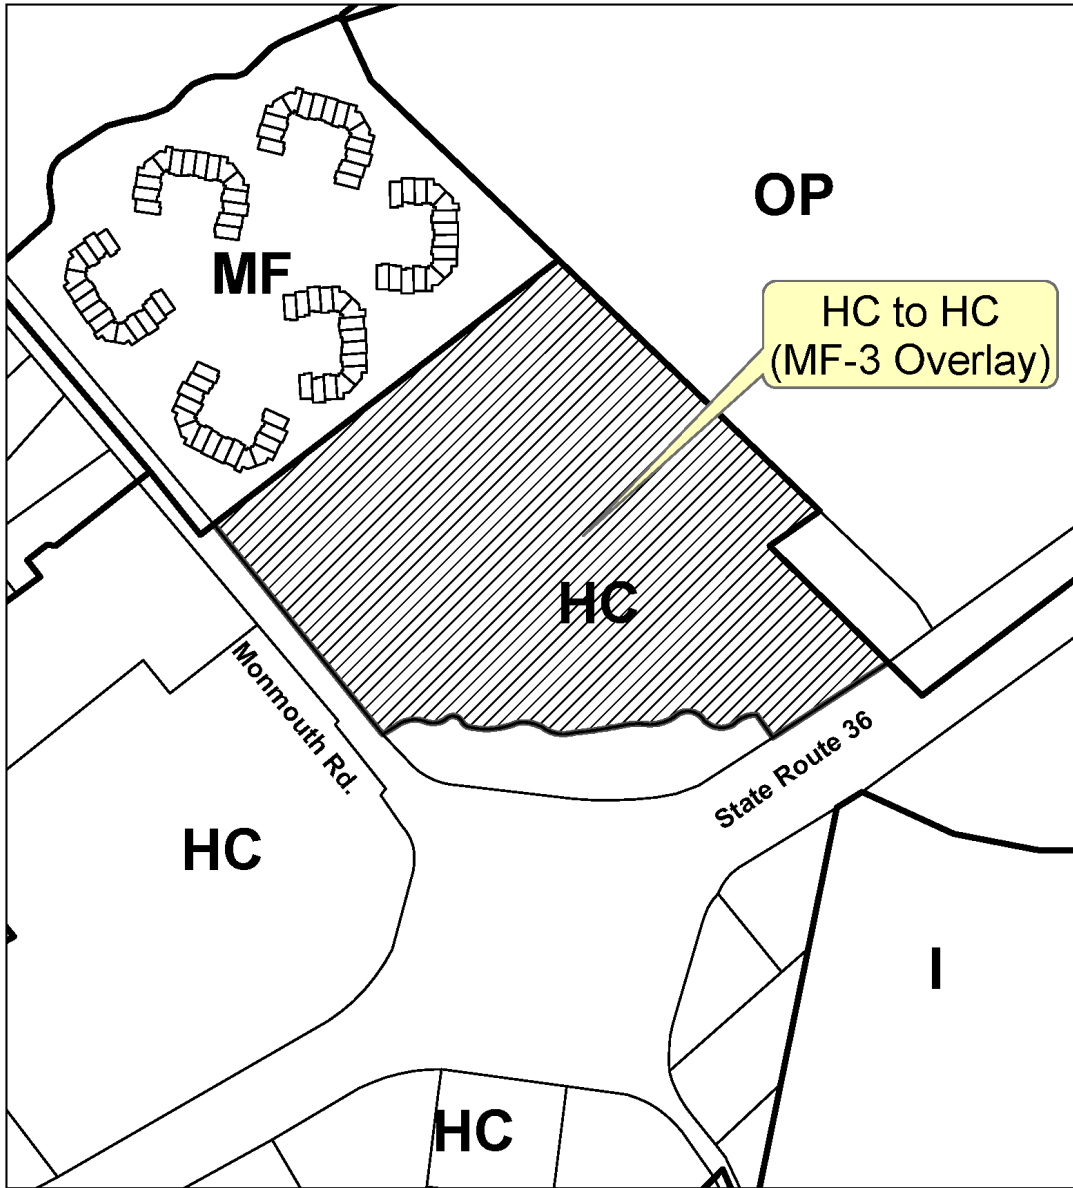 OP
MF
HC to HC
(MF-3 Overlay)
HC
Monmouth Rd.
State Route 36
HC
I
HC